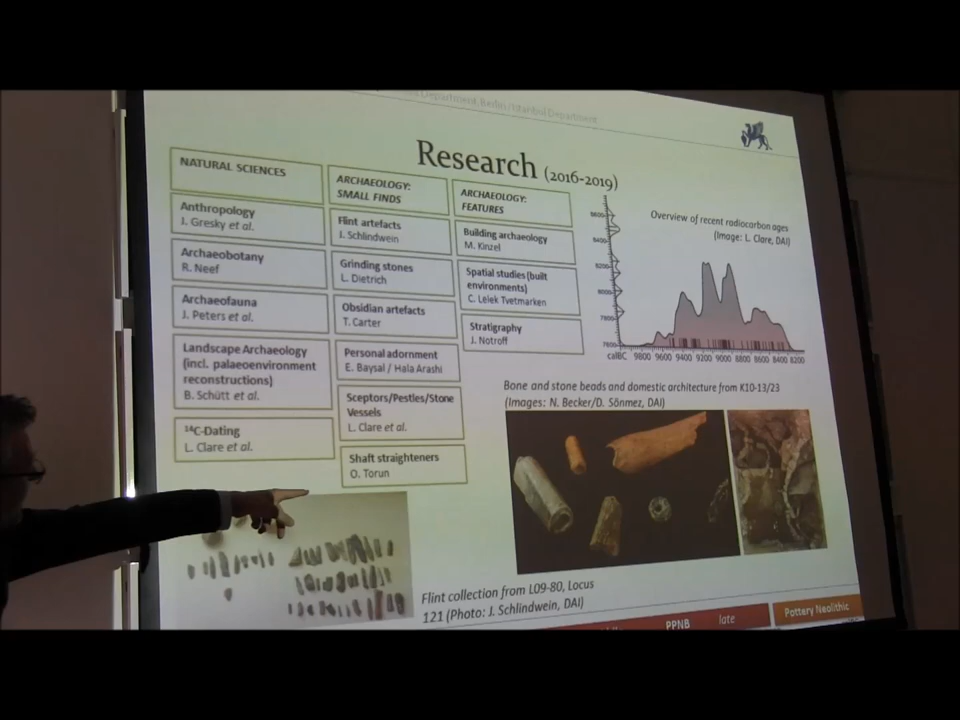 Department, Berlin / Istanbul Department
Research (2016-2019)
NATURAL SCIENCES
Anthropology
J. Gresky et al.
Archaeobotany
R. Neef
Archaeofauna
J. Peters et al.
Landscape Archaeology
(incl. palaeoenvironment
reconstructions)
B. Schütt et al.
14C-Dating
L. Clare et al.
ARCHAEOLOGY:
SMALL FINDS
Flint artefacts
J. Schlindwein
Grinding stones
L. Dietrich
Obsidian artefacts
T. Carter
Personal adornment
E. Baysal / Hala Arashi
Sceptors/Pestles/Stone
Vessels
L. Clare et al.
Shaft straighteners
O. Torun
ARCHAEOLOGY:
FEATURES
Building archaeology
M. Kinzel
Spatial studies (built
environments)
C. Lelek Tvetmarken
Stratigraphy
J. Notroff
Overview of recent radiocarbon ages
(Image: L. Clare, DAI)
calBC 9800 9600 9400 9200 9000 8800 8600 8400 8200
Bone and stone beads and domestic architecture from K10-13/23
(Images: N. Becker/D. Sönmez, DAI)
Flint collection from L09-80, Locus
121 (Photo: J. Schlindwein, DAI)
PPNB late Pottery Neolithic